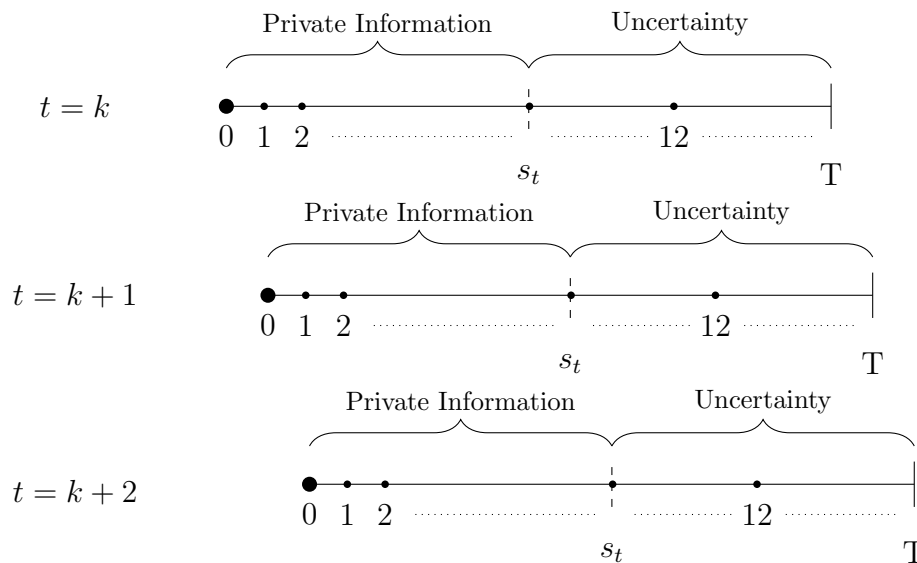 Private Information Uncertainty
t = k
0 1 2 12
s_t T
Private Information Uncertainty
t = k + 1
0 1 2 12
s_t T
Private Information Uncertainty
t = k + 2
0 1 2 12
s_t T